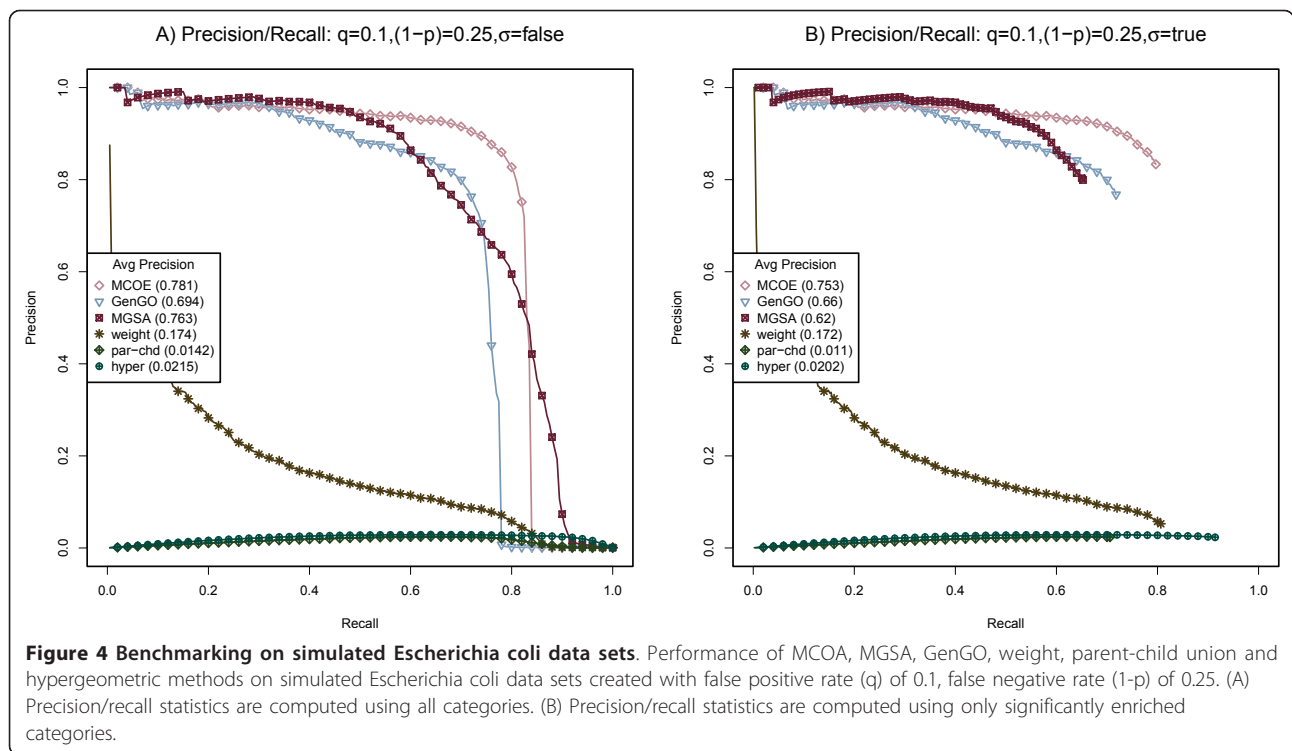 A) Precision/Recall: q=0.1,(1−p)=0.25,σ=false
1.0
0.8
0.6
0.4
0.2
0.0
Precision
Avg Precision
MCOE (0.781)
GenGO (0.694)
MGSA (0.763)
weight (0.174)
par−chd (0.0142)
hyper (0.0215)
0.0 0.2 0.4 0.6 0.8 1.0
Recall
B) Precision/Recall: q=0.1,(1−p)=0.25,σ=true
1.0
0.8
0.6
0.4
0.2
0.0
Precision
Avg Precision
MCOE (0.753)
GenGO (0.66)
MGSA (0.62)
weight (0.172)
par−chd (0.011)
hyper (0.0202)
0.0 0.2 0.4 0.6 0.8 1.0
Recall
Figure 4 Benchmarking on simulated Escherichia coli data sets. Performance of MCOA, MGSA, GenGO, weight, parent-child union and
hypergeometric methods on simulated Escherichia coli data sets created with false positive rate (q) of 0.1, false negative rate (1-p) of 0.25. (A)
Precision/recall statistics are computed using all categories. (B) Precision/recall statistics are computed using only significantly enriched
categories.